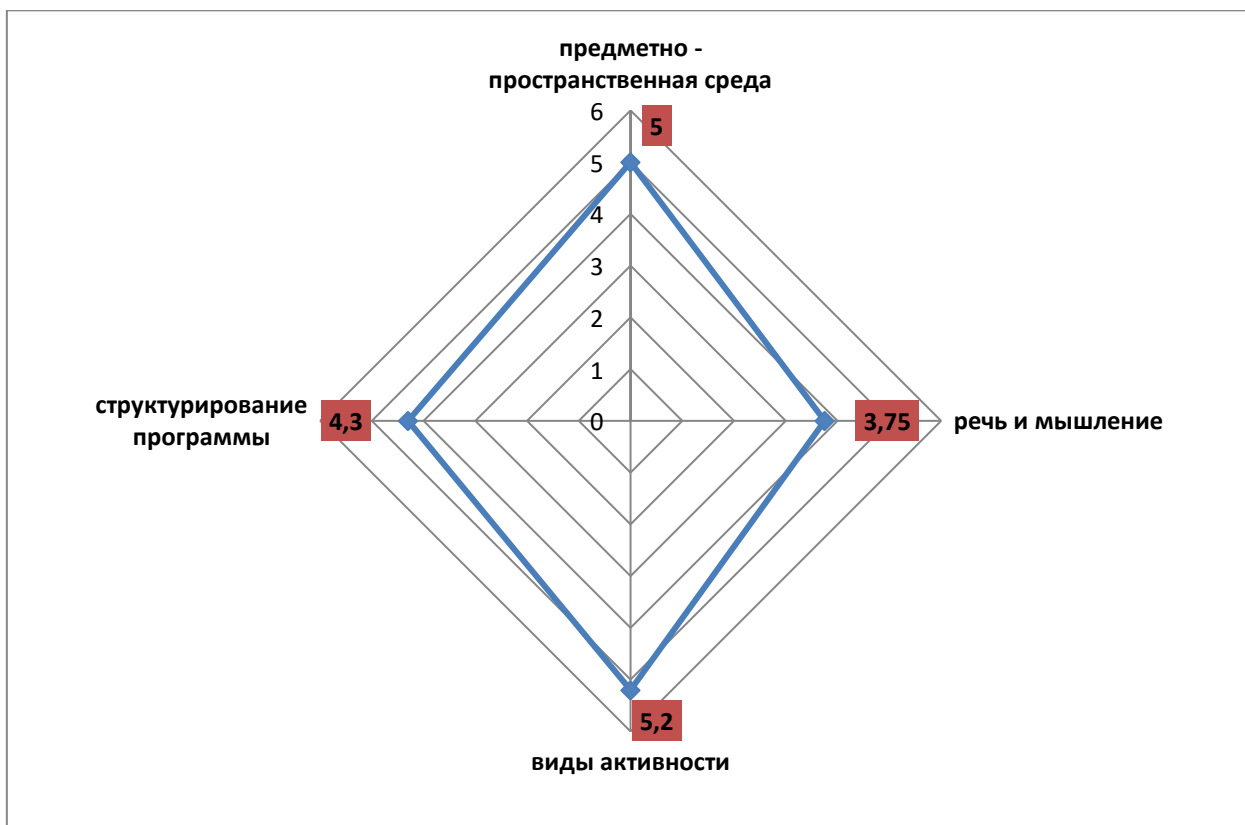 предметно -
пространственная среда
6
5
5
4
3
2
1
0
структурирование
программы
4,3
3,75
речь и мышление
5,2
виды активности